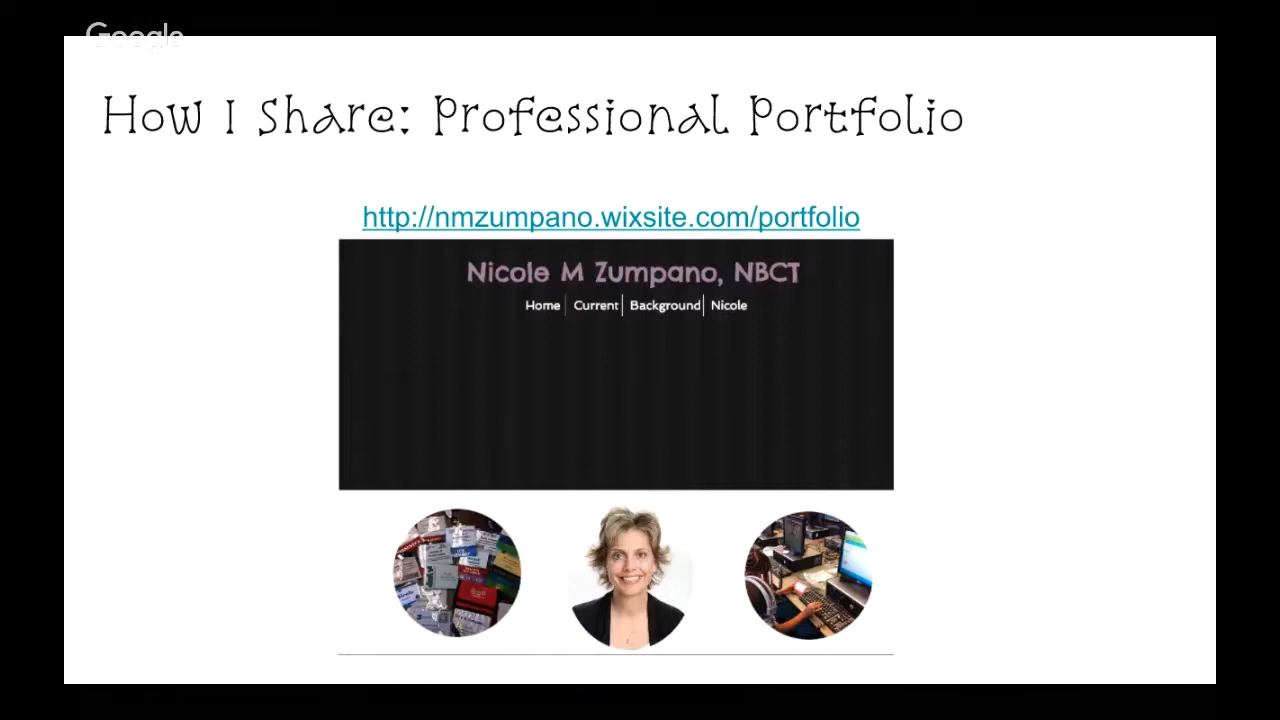 Google
How I Share: Professional Portfolio
http://nmzumpano.wixsite.com/portfolio
Nicole M Zumpano, NBCT
Home Current Background Nicole